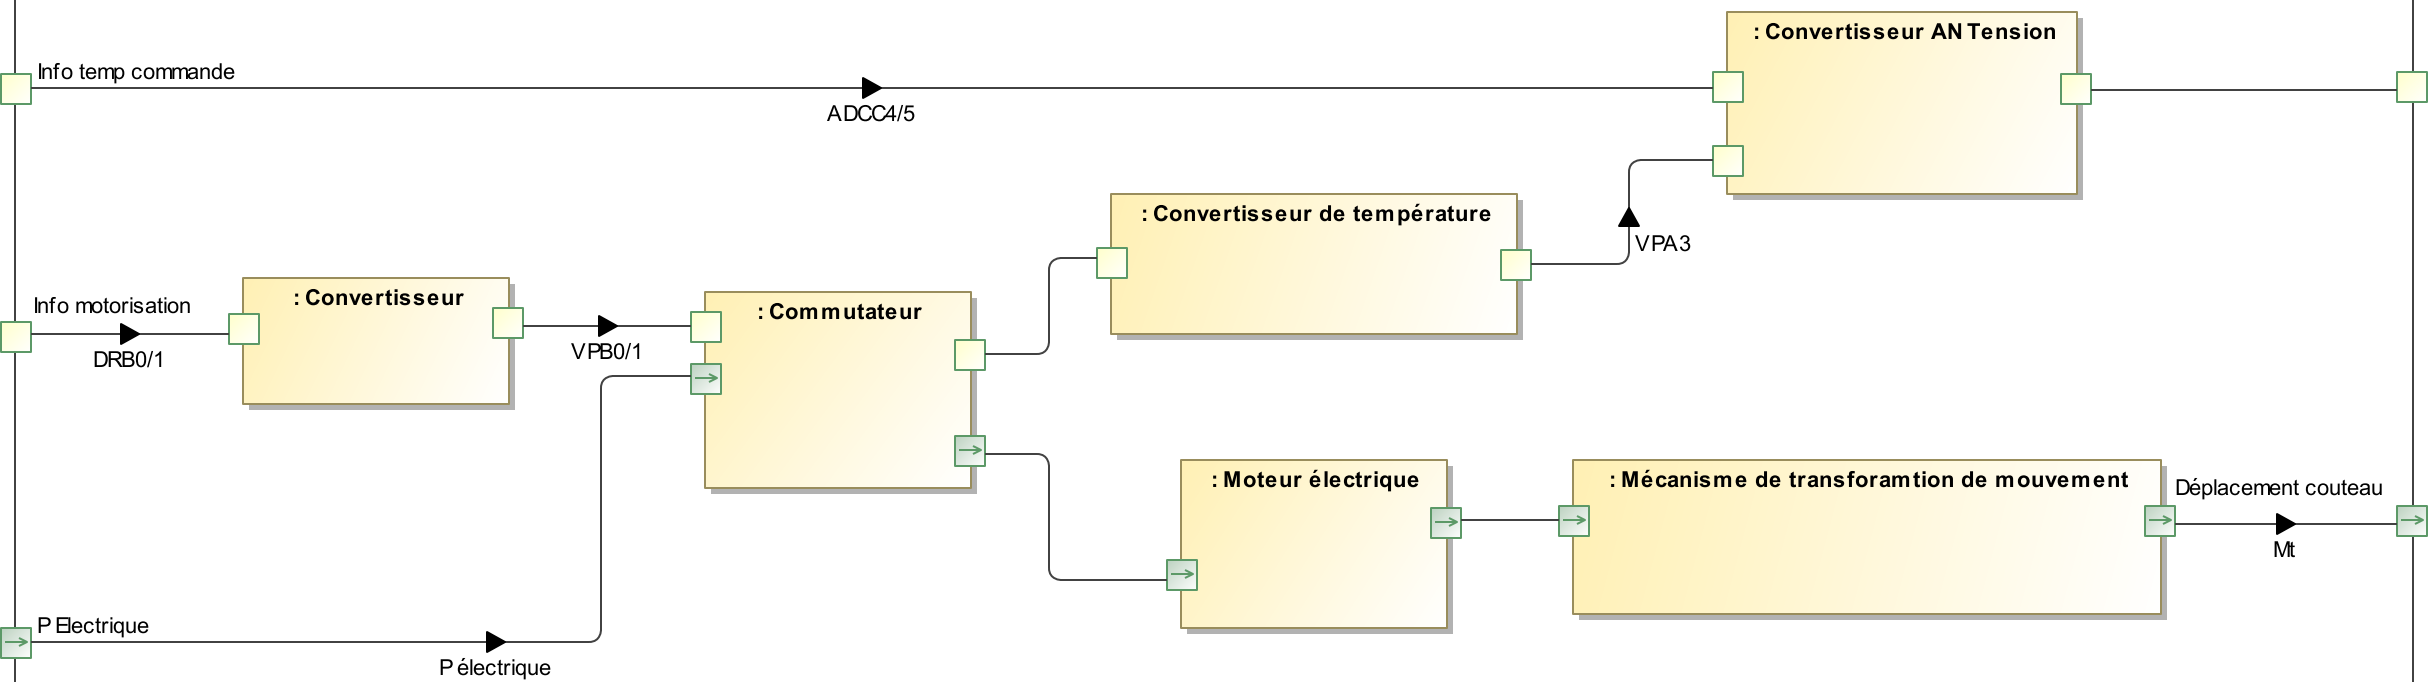 : Convertisseur AN Tension
Info temp commande
ADCC4/5
: Convertisseur de température
VPA3
Info motorisation
: Convertisseur
DRB0/1
VPB0/1
: Commutateur
: Moteur électrique
: Mécanisme de transforamtion de mouvement
Déplacement couteau
Mt
P Electrique
P électrique